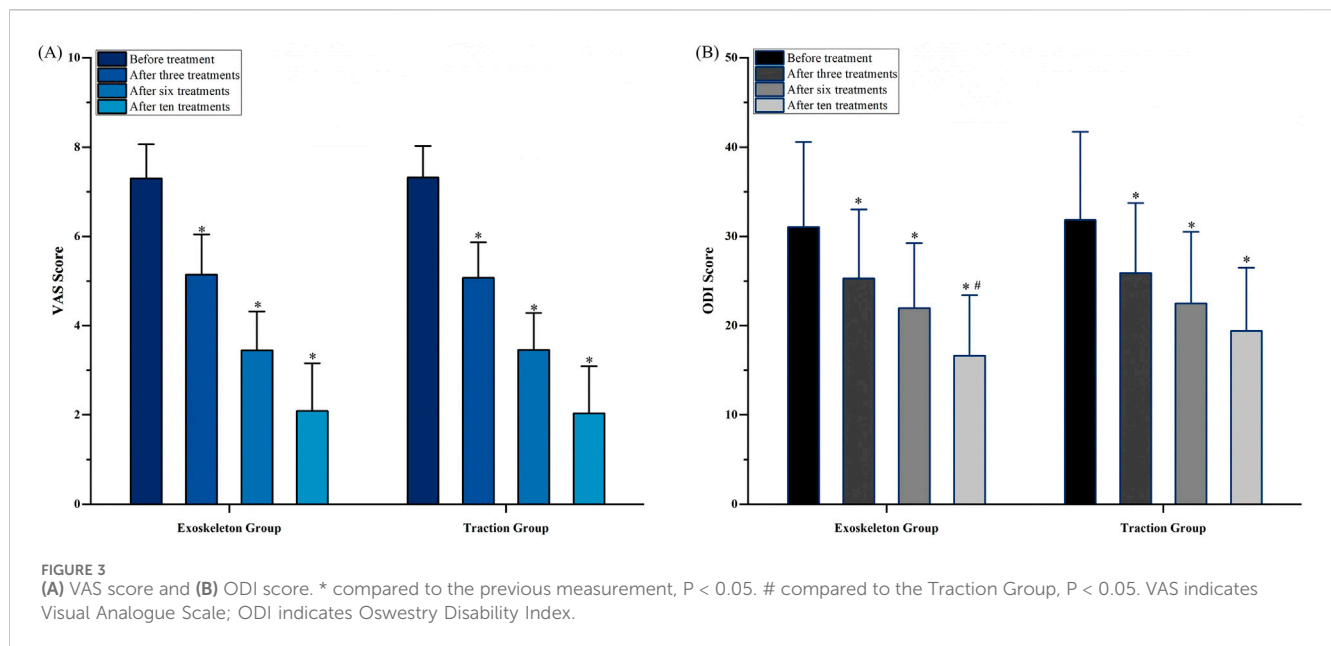 (A)
Before treatment
After three treatments
After six treatments
After ten treatments
10
8
6
4
2
0
VAS Score
*
*
*
*
*
*
Exoskeleton Group
Traction Group
(B)
Before treatment
After three treatments
After six treatments
After ten treatments
50
40
30
20
10
0
ODI Score
*
*
* #
*
*
*
Exoskeleton Group
Traction Group
FIGURE 3
(A) VAS score and (B) ODI score. * compared to the previous measurement, P < 0.05. # compared to the Traction Group, P < 0.05. VAS indicates
Visual Analogue Scale; ODI indicates Oswestry Disability Index.